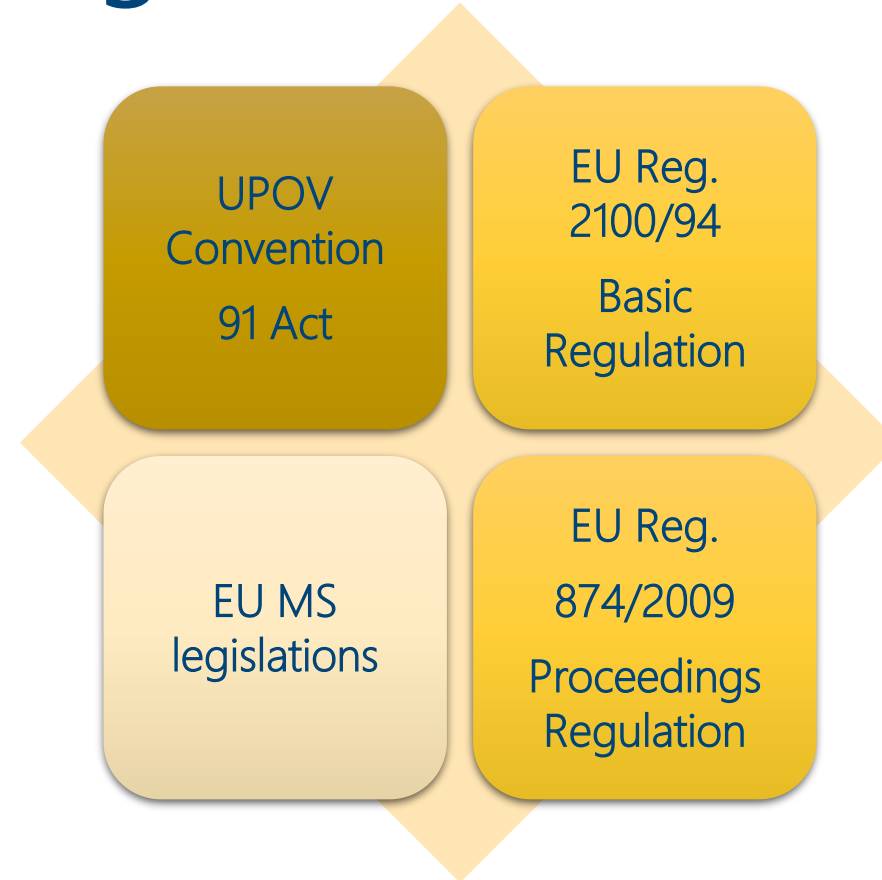 UPOV
Convention
91 Act
EU Reg.
2100/94
Basic
Regulation
EU MS
legislations
EU Reg.
874/2009
Proceedings
Regulation